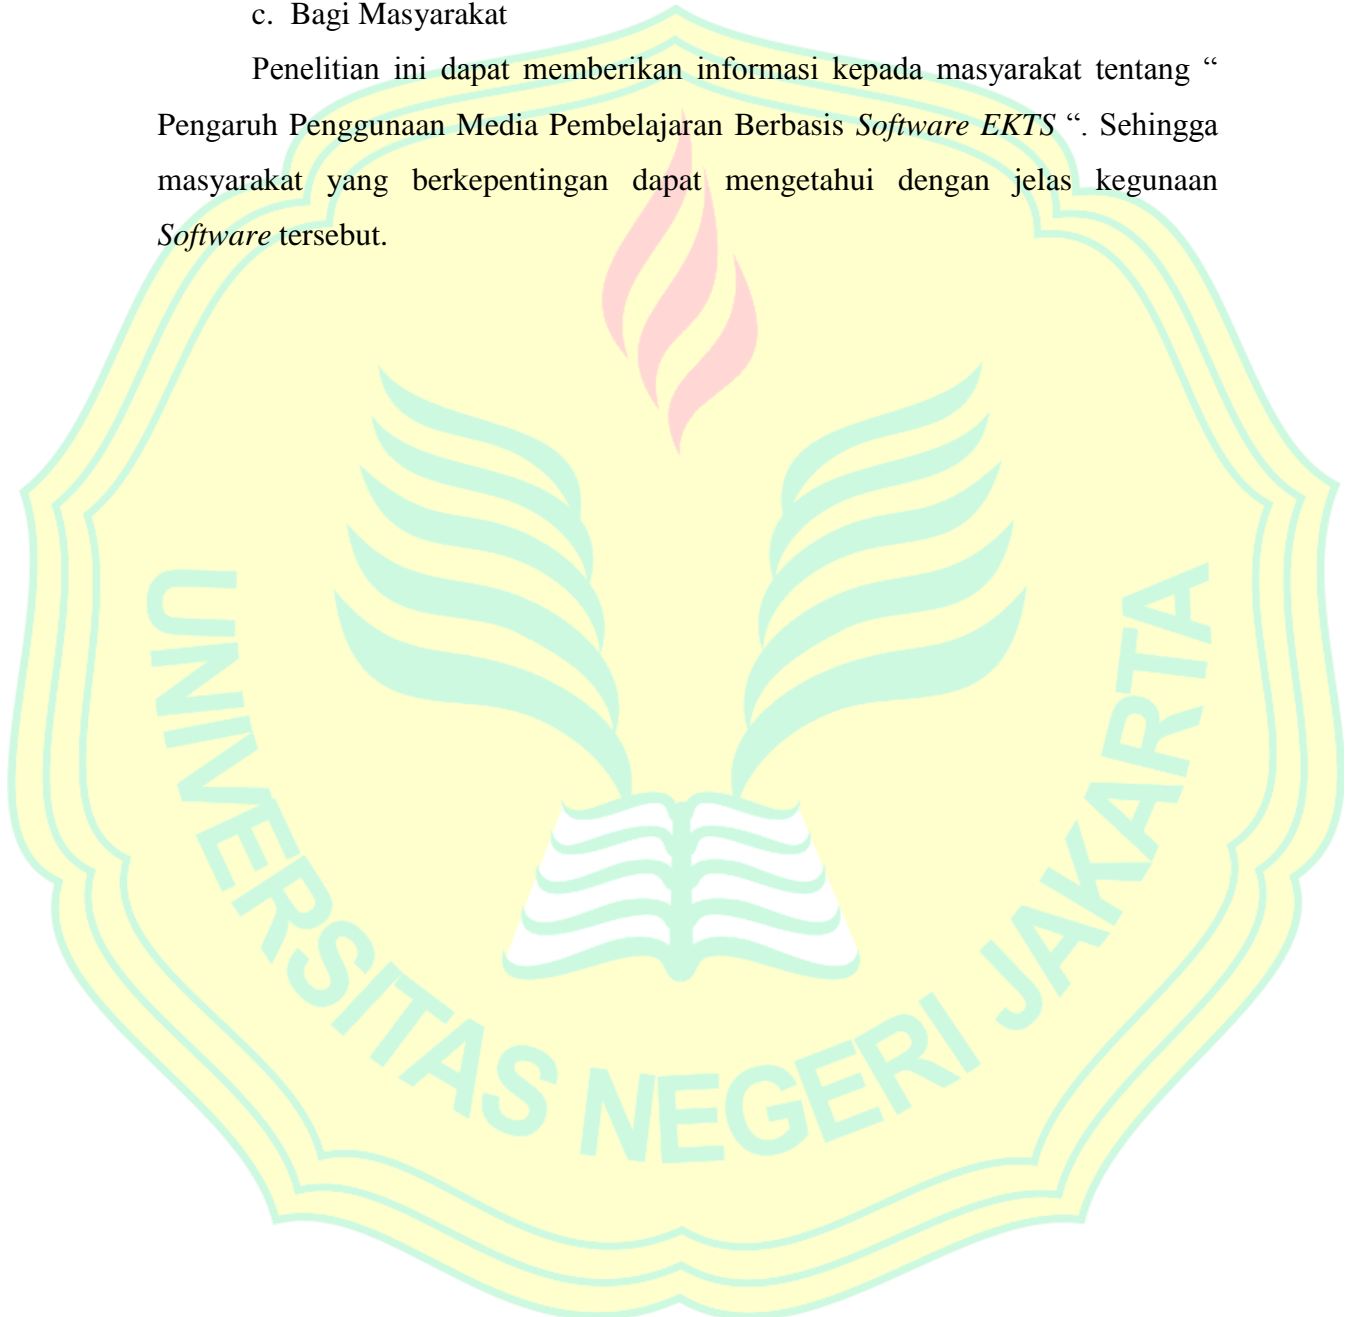 c. Bagi Masyarakat
Penelitian ini dapat memberikan informasi kepada masyarakat tentang “
Pengaruh Penggunaan Media Pembelajaran Berbasis Software EKTS “. Sehingga
masyarakat yang berkepentingan dapat mengetahui dengan jelas kegunaan
Software tersebut.
UNIVERSITAS NEGERI JAKARTA